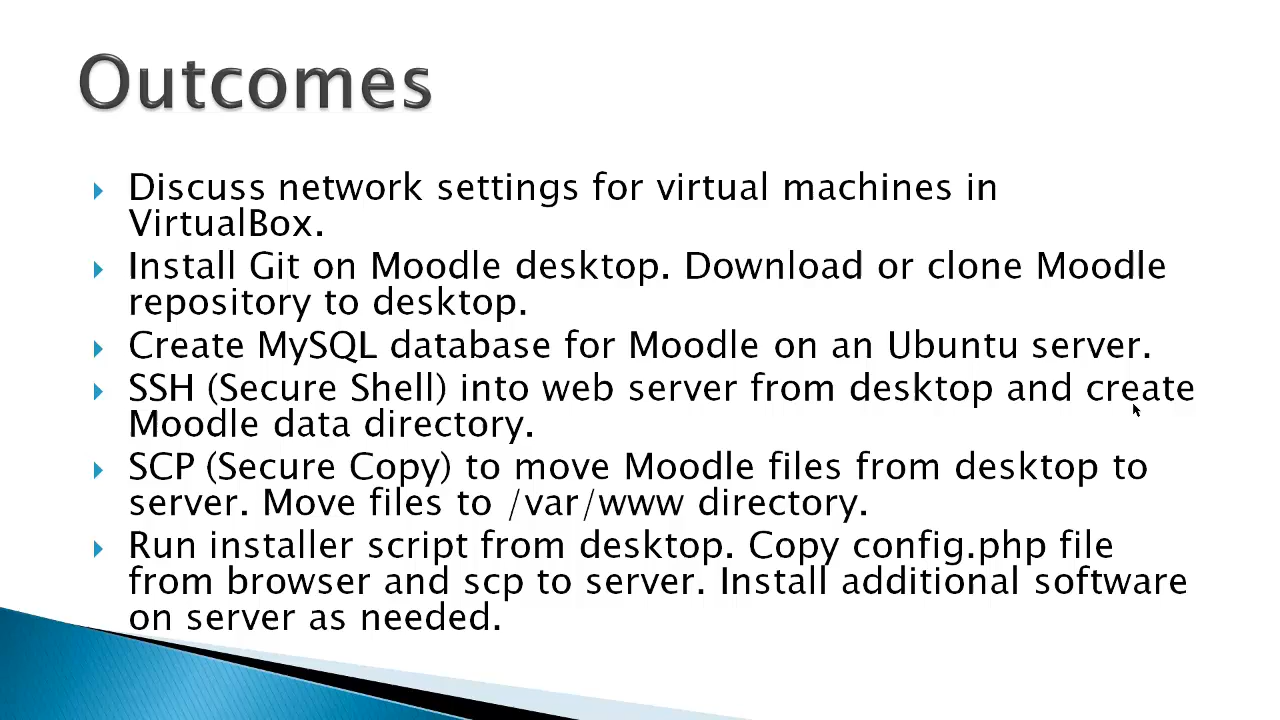 Outcomes
Discuss network settings for virtual machines in
VirtualBox.
Install Git on Moodle desktop. Download or clone Moodle
repository to desktop.
Create MySQL database for Moodle on an Ubuntu server.
SSH (Secure Shell) into web server from desktop and create
Moodle data directory.
SCP (Secure Copy) to move Moodle files from desktop to
server. Move files to /var/www directory.
Run installer script from desktop. Copy config.php file
from browser and scp to server. Install additional software
on server as needed.